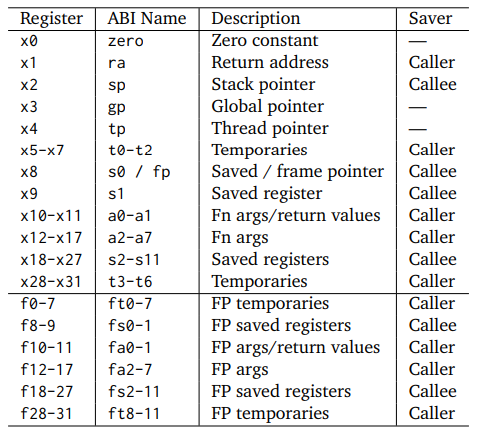 Register ABI Name Description Saver
x0 zero Zero constant —
x1 ra Return address Caller
x2 sp Stack pointer Callee
x3 gp Global pointer —
x4 tp Thread pointer —
x5-x7 t0-t2 Temporaries Caller
x8 s0 / fp Saved / frame pointer Callee
x9 s1 Saved register Callee
x10-x11 a0-a1 Fn args/return values Caller
x12-x17 a2-a7 Fn args Caller
x18-x27 s2-s11 Saved registers Callee
x28-x31 t3-t6 Temporaries Caller
f0-7 ft0-7 FP temporaries Caller
f8-9 fs0-1 FP saved registers Callee
f10-11 fa0-1 FP args/return values Caller
f12-17 fa2-7 FP args Caller
f18-27 fs2-11 FP saved registers Callee
f28-31 ft8-11 FP temporaries Caller